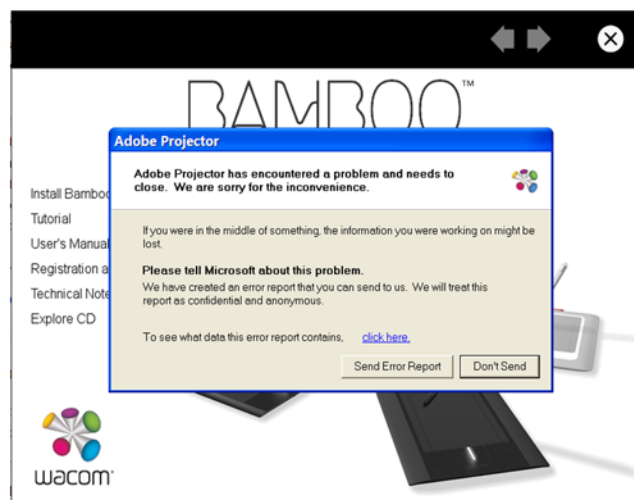 BAMBOO™
Adobe Projector
Adobe Projector has encountered a problem and needs to
close. We are sorry for the inconvenience.
Install Bamboo
Tutorial
User's Manual
Registration a
Technical Note
Explore CD
If you were in the middle of something, the information you were working on might be
lost.
Please tell Microsoft about this problem.
We have created an error report that you can send to us. We will treat this
report as confidential and anonymous.
To see what data this error report contains, click here.
Send Error Report Don't Send
wacom